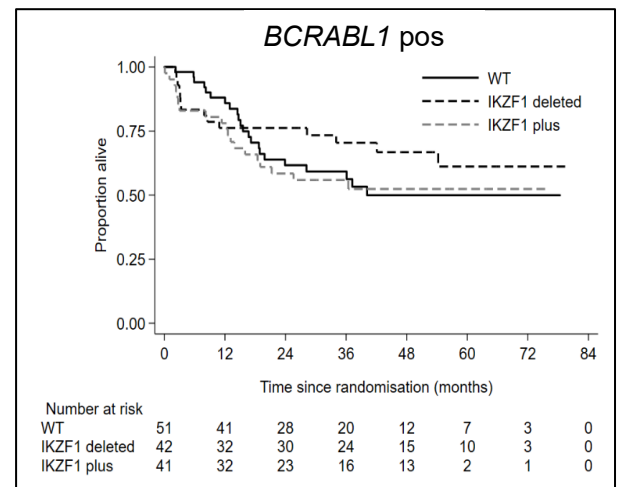 BCRABL1 pos
WT
IKZF1 deleted
IKZF1 plus
Proportion alive
1.00
0.75
0.50
0.25
0.00
0 12 24 36 48 60 72 84
Time since randomisation (months)
Number at risk
WT 51 41 28 20 12 7 3 0
IKZF1 deleted 42 32 30 24 15 10 3 0
IKZF1 plus 41 32 23 16 13 2 1 0